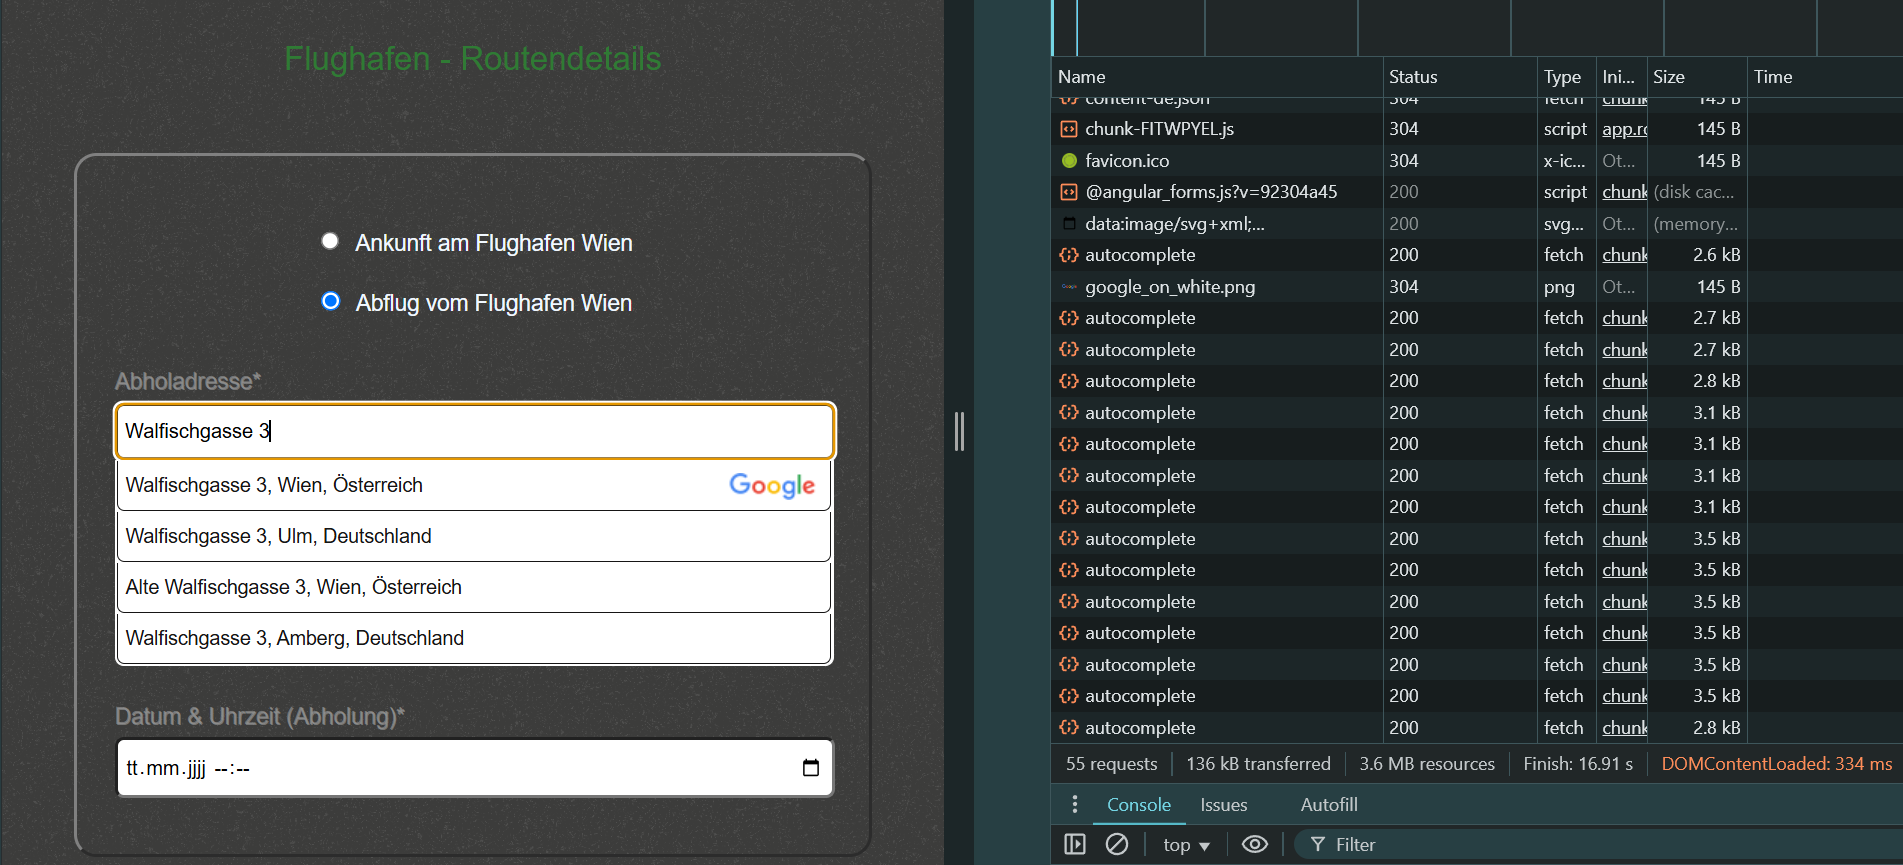 Flughafen - Routendetails
Ankunft am Flughafen Wien
Abflug vom Flughafen Wien
Abholadresse*
Walfischgasse 3
Walfischgasse 3, Wien, Österreich Google
Walfischgasse 3, Ulm, Deutschland
Alte Walfischgasse 3, Wien, Österreich
Walfischgasse 3, Amberg, Deutschland
Datum & Uhrzeit (Abholung)*
tt.mm.jjjj --:--
Name Status Type Ini... Size Time
content-de.json 304 fetch chunk 145 B
chunk-FITWPYEL.js 304 script app.ro 145 B
favicon.ico 304 x-ic... Ot... 145 B
@angular_forms.js?v=92304a45 200 script chunk (disk cac...
data:image/svg+xml;... 200 svg... Ot... (memory...
autocomplete 200 fetch chunk 2.6 kB
google_on_white.png 304 png Ot... 145 B
autocomplete 200 fetch chunk 2.7 kB
autocomplete 200 fetch chunk 2.7 kB
autocomplete 200 fetch chunk 2.8 kB
autocomplete 200 fetch chunk 3.1 kB
autocomplete 200 fetch chunk 3.1 kB
autocomplete 200 fetch chunk 3.1 kB
autocomplete 200 fetch chunk 3.1 kB
autocomplete 200 fetch chunk 3.5 kB
autocomplete 200 fetch chunk 3.5 kB
autocomplete 200 fetch chunk 3.5 kB
autocomplete 200 fetch chunk 3.5 kB
autocomplete 200 fetch chunk 3.5 kB
autocomplete 200 fetch chunk 3.5 kB
autocomplete 200 fetch chunk 2.8 kB
55 requests 136 kB transferred 3.6 MB resources Finish: 16.91 s DOMContentLoaded: 334 ms
Console Issues Autofill
top Filter